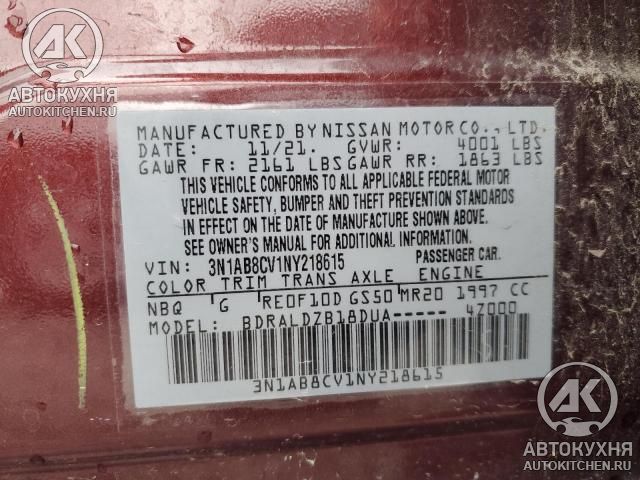 AK
АВТОКУХНЯ
AUTOKITCHEN.RU
MANUFACTURED BY NISSAN MOTOR CO., LTD.
DATE: 11/21. GVWR: 4001 LBS
GAWR FR: 2161 LBS GAWR RR: 1863 LBS
THIS VEHICLE CONFORMS TO ALL APPLICABLE FEDERAL MOTOR
VEHICLE SAFETY, BUMPER AND THEFT PREVENTION STANDARDS
IN EFFECT ON THE DATE OF MANUFACTURE SHOWN ABOVE.
SEE OWNER'S MANUAL FOR ADDITIONAL INFORMATION
VIN: 3N1AB8CV1NY218615 PASSENGER CAR.
COLOR TRIM TRANS AXLE ENGINE
NBQ G RE0F10D GS50 MR20 1997 CC
MODEL: BDRALDZB18DUA----- 4Z000
3N1AB8CV1NY218615
AK
АВТОКУХНЯ
AUTOKITCHEN.RU